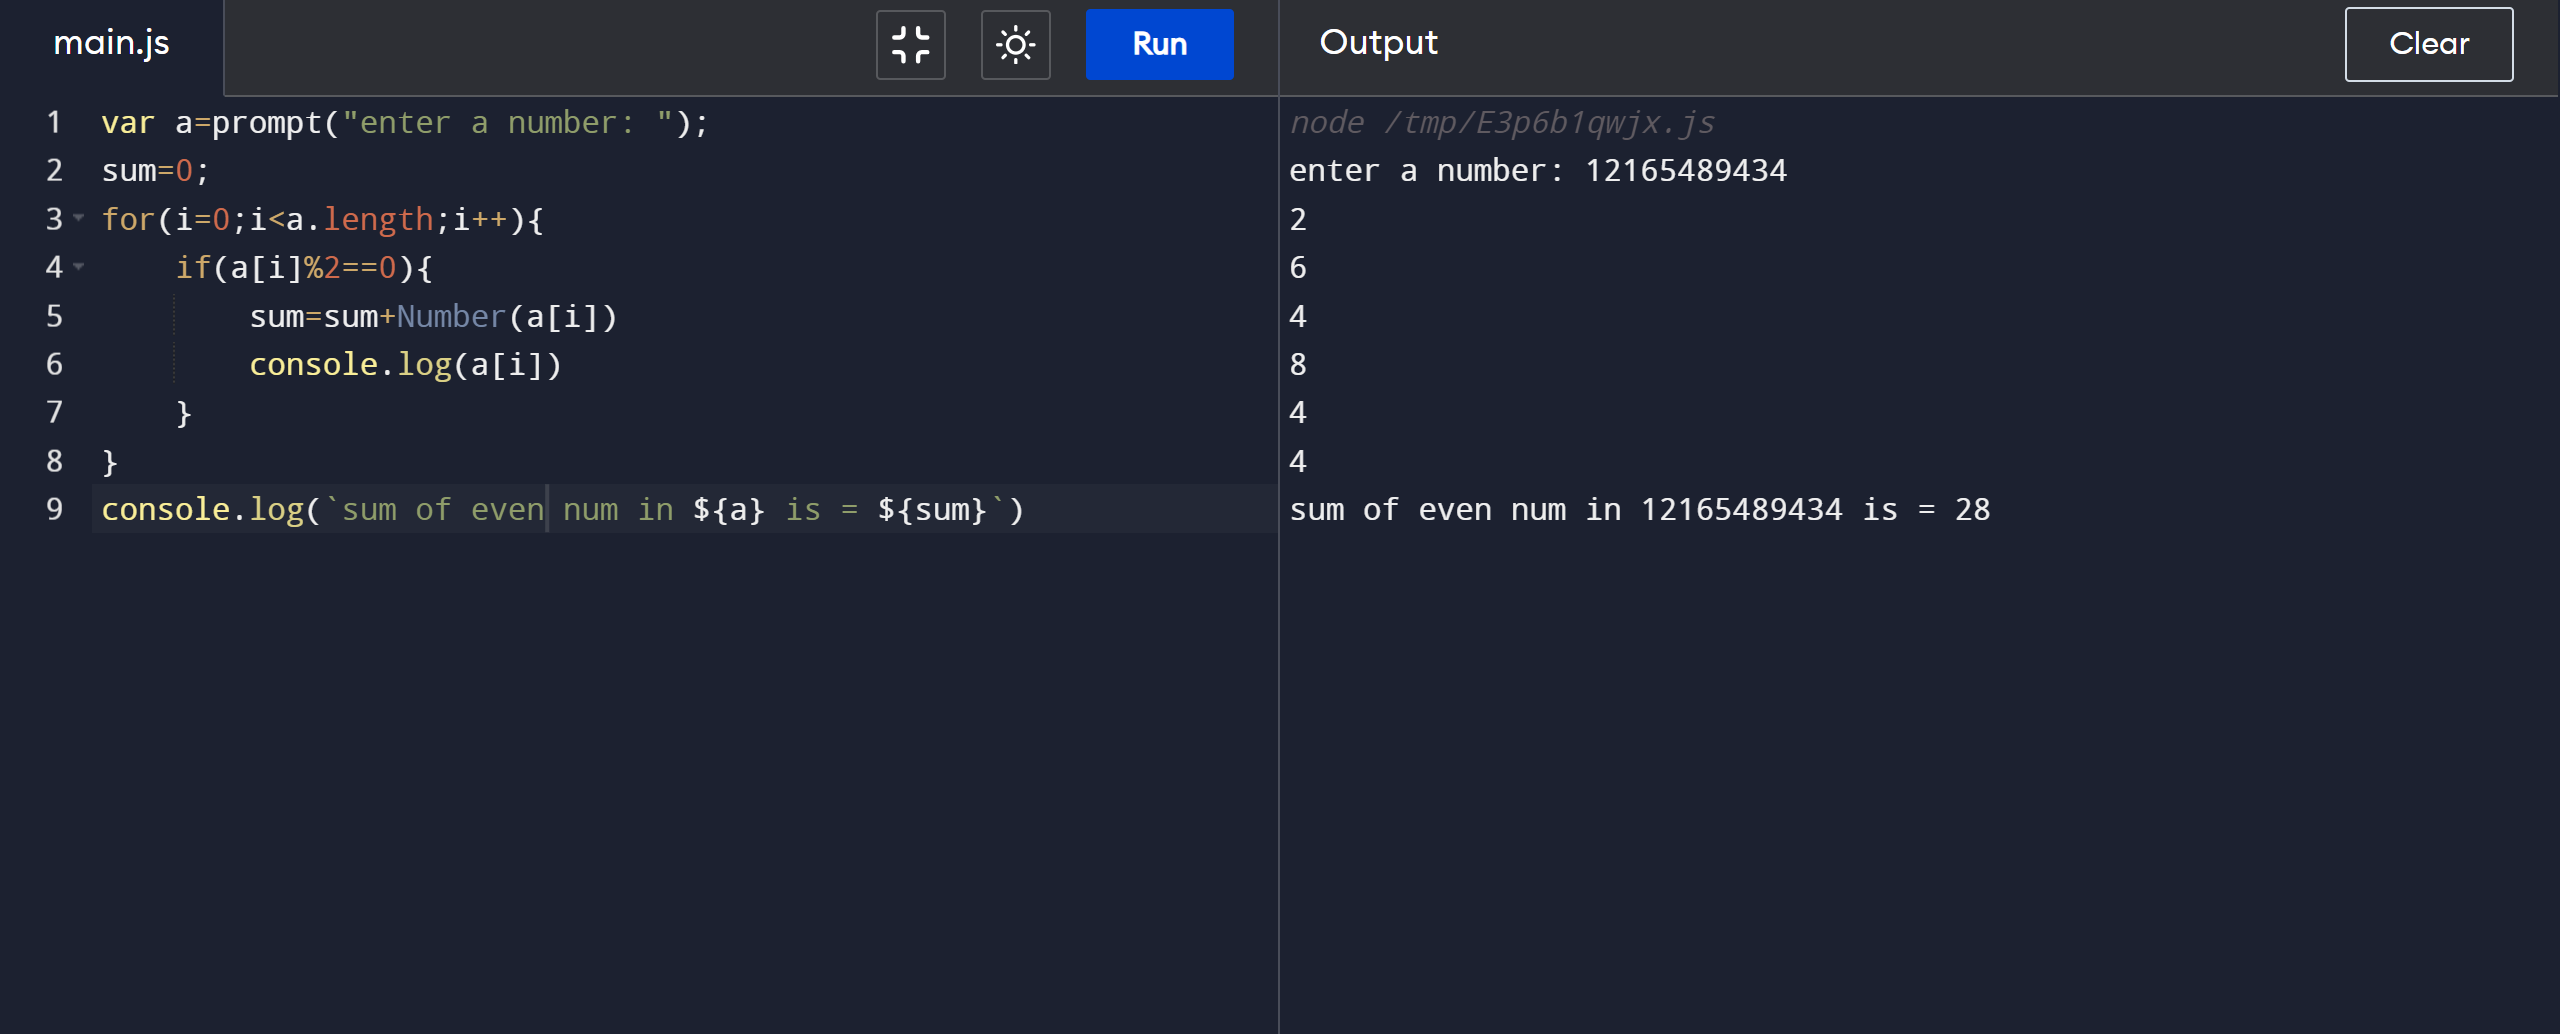 main.js
Run
Output
Clear
1 var a=prompt("enter a number: ");
2 sum=0;
3 for(i=0;i<a.length;i++){
4     if(a[i]%2==0){
5         sum=sum+Number(a[i])
6         console.log(a[i])
7     }
8 }
9 console.log(`sum of even num in ${a} is = ${sum}`)
node /tmp/E3p6b1qwjx.js
enter a number: 12165489434
2
6
4
8
4
4
sum of even num in 12165489434 is = 28